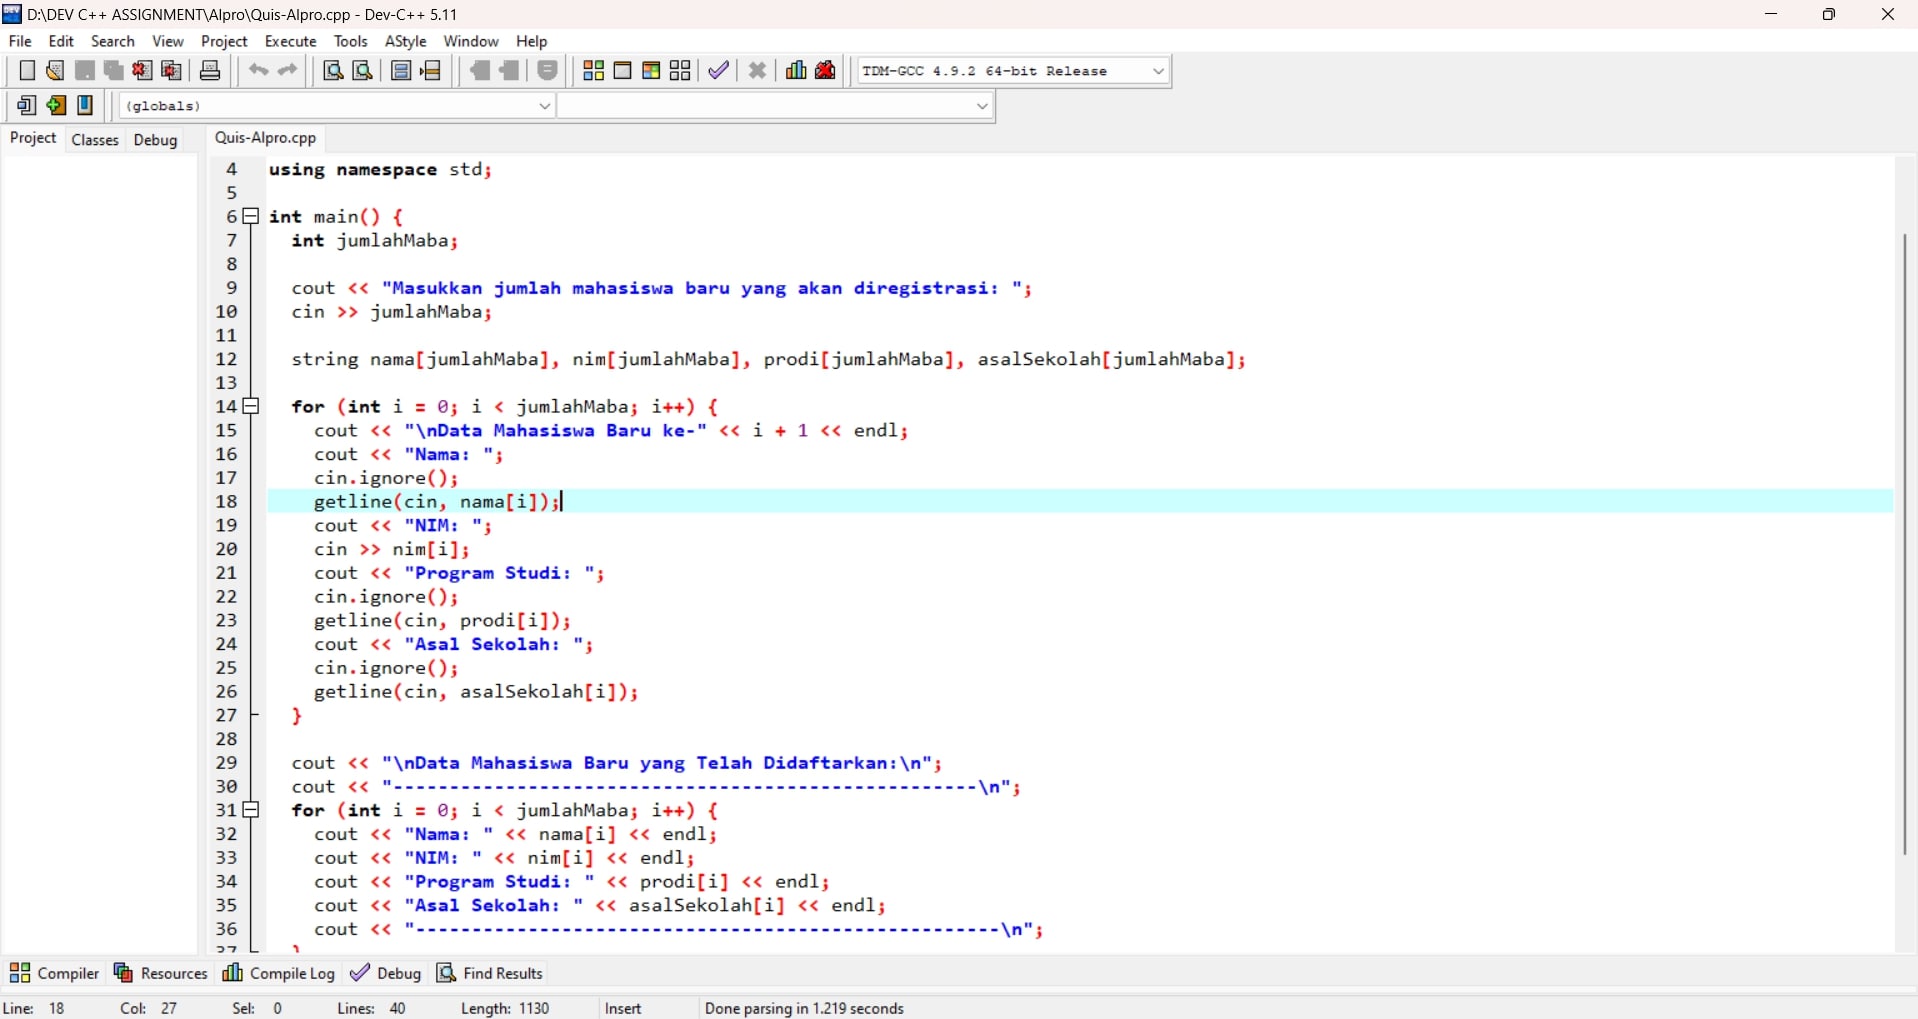 D:\DEV C++ ASSIGNMENT\Alpro\Quis-Alpro.cpp - Dev-C++ 5.11
File Edit Search View Project Execute Tools AStyle Window Help
TDM-GCC 4.9.2 64-bit Release
(globals)
Project Classes Debug Quis-Alpro.cpp
4 using namespace std;
5
6 int main() {
7 int jumlahMaba;
8
9 cout << "Masukkan jumlah mahasiswa baru yang akan diregistrasi: ";
10 cin >> jumlahMaba;
11
12 string nama[jumlahMaba], nim[jumlahMaba], prodi[jumlahMaba], asalSekolah[jumlahMaba];
13
14 for (int i = 0; i < jumlahMaba; i++) {
15 cout << "\nData Mahasiswa Baru ke-" << i + 1 << endl;
16 cout << "Nama: ";
17 cin.ignore();
18 getline(cin, nama[i]);
19 cout << "NIM: ";
20 cin >> nim[i];
21 cout << "Program Studi: ";
22 cin.ignore();
23 getline(cin, prodi[i]);
24 cout << "Asal Sekolah: ";
25 cin.ignore();
26 getline(cin, asalSekolah[i]);
27 }
28
29 cout << "\nData Mahasiswa Baru yang Telah Didaftarkan:\n";
30 cout << "----------------------------------------------------\n";
31 for (int i = 0; i < jumlahMaba; i++) {
32 cout << "Nama: " << nama[i] << endl;
33 cout << "NIM: " << nim[i] << endl;
34 cout << "Program Studi: " << prodi[i] << endl;
35 cout << "Asal Sekolah: " << asalSekolah[i] << endl;
36 cout << "----------------------------------------------------\n";
37 }
Compiler Resources Compile Log Debug Find Results
Line: 18 Col: 27 Sel: 0 Lines: 40 Length: 1130 Insert Done parsing in 1.219 seconds